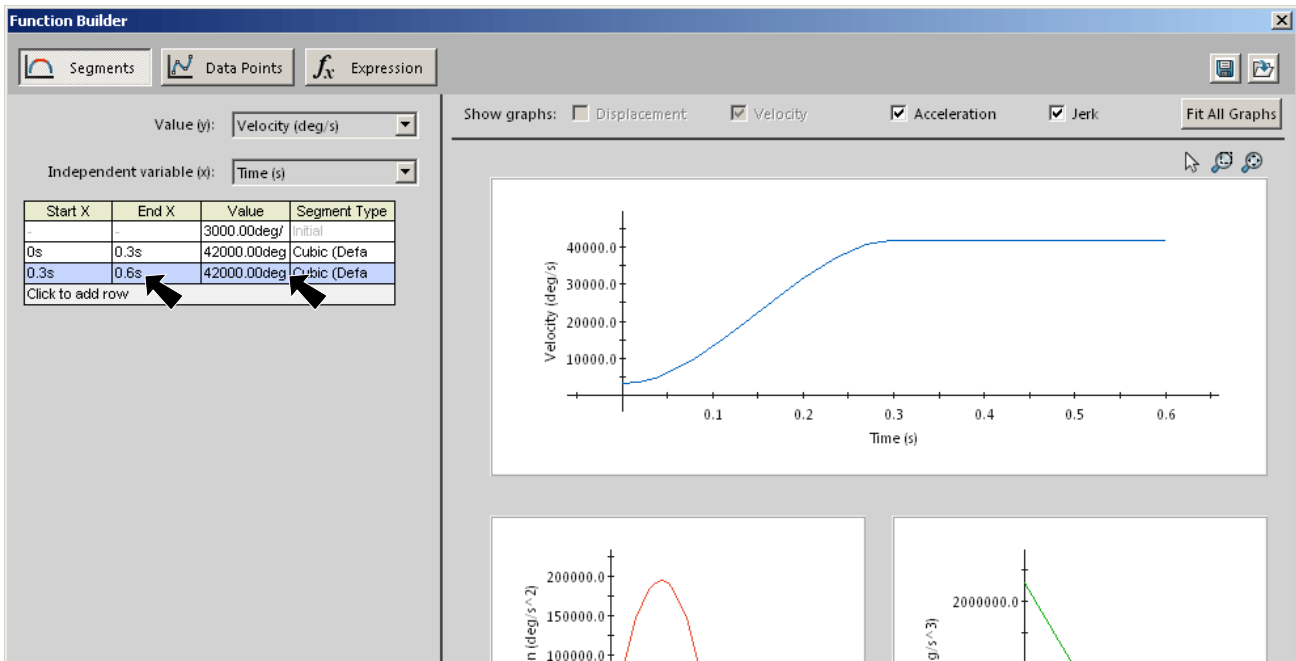 Function Builder
Segments Data Points fx Expression
Value (y): Velocity (deg/s)
Independent variable (x): Time (s)
Start X End X Value Segment Type
- - 3000.00deg/ Initial
0s 0.3s 42000.00deg Cubic (Defa
0.3s 0.6s 42000.00deg Cubic (Defa
Click to add row
Show graphs: Displacement Velocity Acceleration Jerk Fit All Graphs
40000.0
30000.0
20000.0
10000.0
Velocity (deg/s)
0.1 0.2 0.3 0.4 0.5 0.6
Time (s)
200000.0
150000.0
100000.0
n (deg/s^2)
2000000.0
g/s^3)